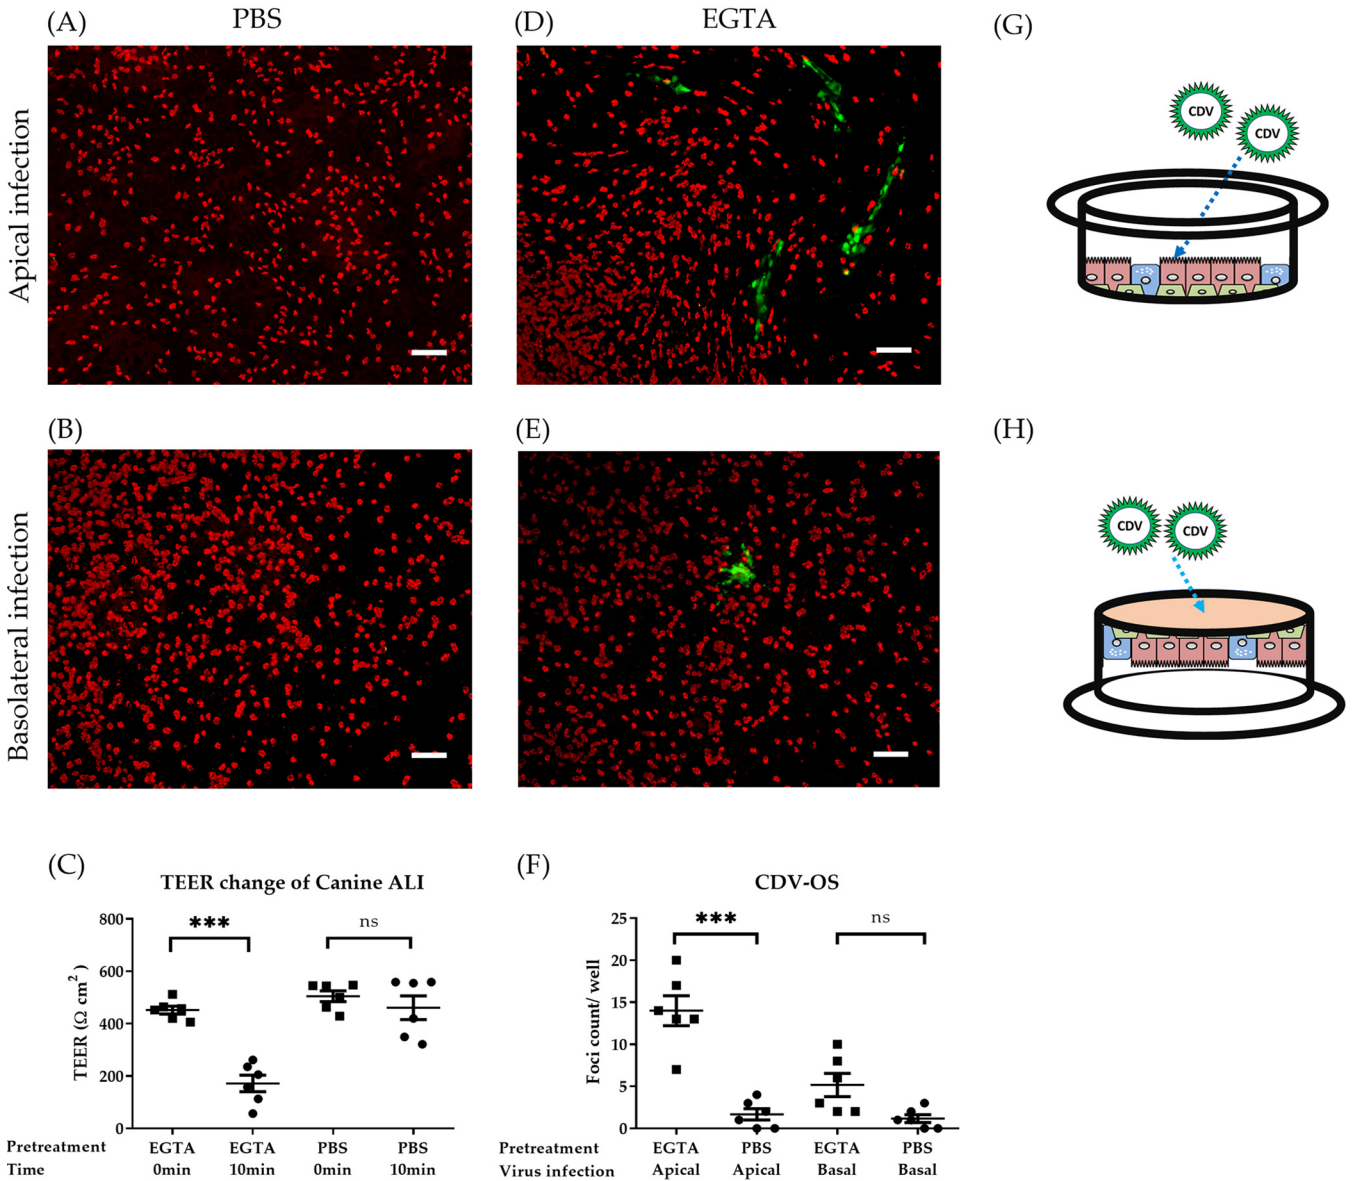 (A) PBS (D) EGTA (G)
Apical infection
CDV
CDV
(B) (E) (H)
Basolateral infection
CDV CDV
(C)
TEER change of Canine ALI
*** ns
800
600
400
200
0
TEER (Ω cm²)
Pretreatment EGTA EGTA PBS PBS
Time 0min 10min 0min 10min
(F)
CDV-OS
*** ns
25
20
15
10
5
0
Foci count/ well
Pretreatment EGTA PBS EGTA PBS
Virus infection Apical Apical Basal Basal